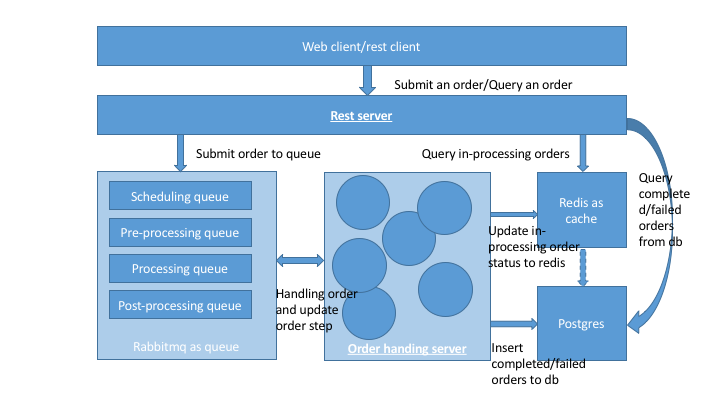 Web client/rest client
Submit an order/Query an order
Rest server
Submit order to queue
Query in-processing orders
Scheduling queue
Pre-processing queue
Processing queue
Post-processing queue
Rabbitmq as queue
Handling order
and update
order step
Order handing server
Redis as
cache
Update in-
processing order
status to redis
Query
complete
d/failed
orders
from db
Postgres
Insert
completed/failed
orders to db